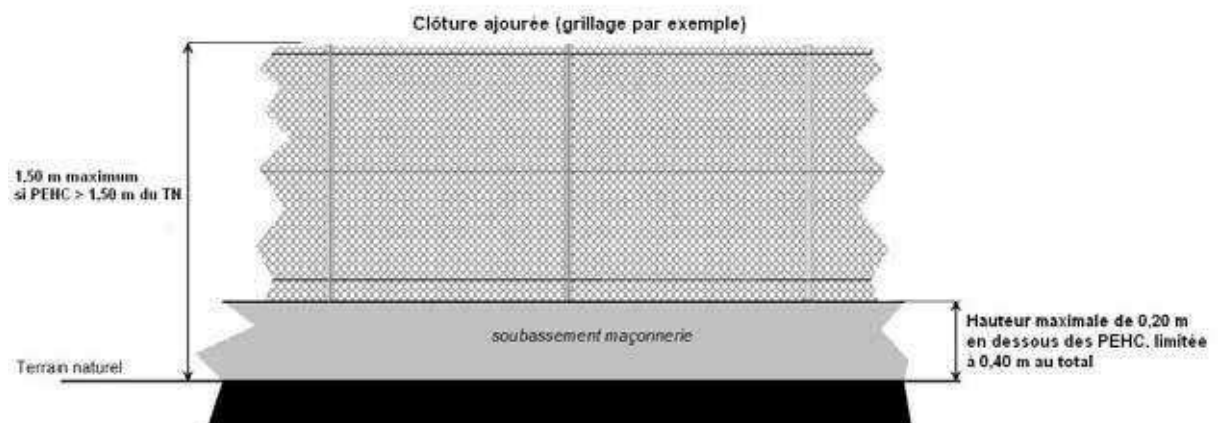 Clôture ajourée (grillage par exemple)
1,50 m maximum
si PEHC > 1,50 m du TN
soubassement maçonnerie
Hauteur maximale de 0,20 m
en dessous des PEHC. limitée
à 0,40 m au total
Terrain naturel